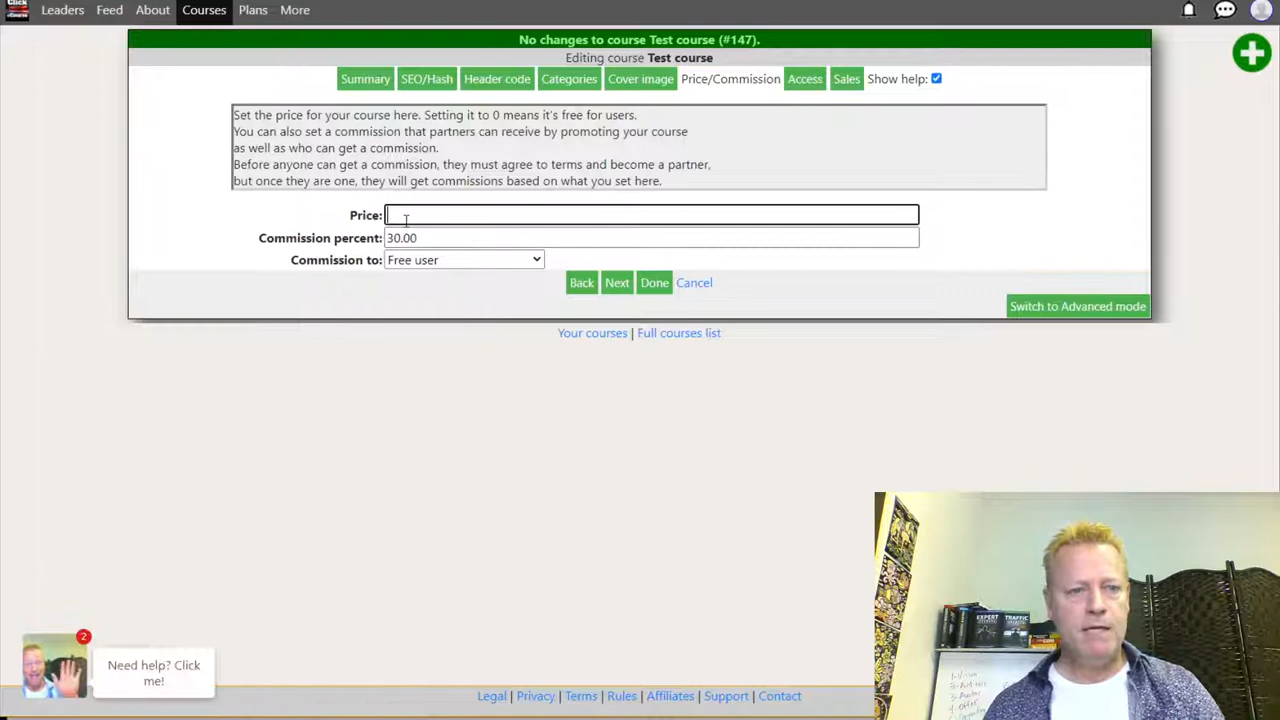 Click
eCourse
Leaders Feed About Courses Plans More
No changes to course Test course (#147).
Editing course Test course
Summary SEO/Hash Header code Categories Cover image Price/Commission Access Sales Show help:
Set the price for your course here. Setting it to 0 means it's free for users.
You can also set a commission that partners can receive by promoting your course
as well as who can get a commission.
Before anyone can get a commission, they must agree to terms and become a partner,
but once they are one, they will get commissions based on what you set here.
Price:
Commission percent: 30.00
Commission to: Free user
Back Next Done Cancel
Switch to Advanced mode
Your courses | Full courses list
EXPERT
TRAFFIC
2
Need help? Click
me!
Legal | Privacy | Terms | Rules | Affiliates | Support | Contact